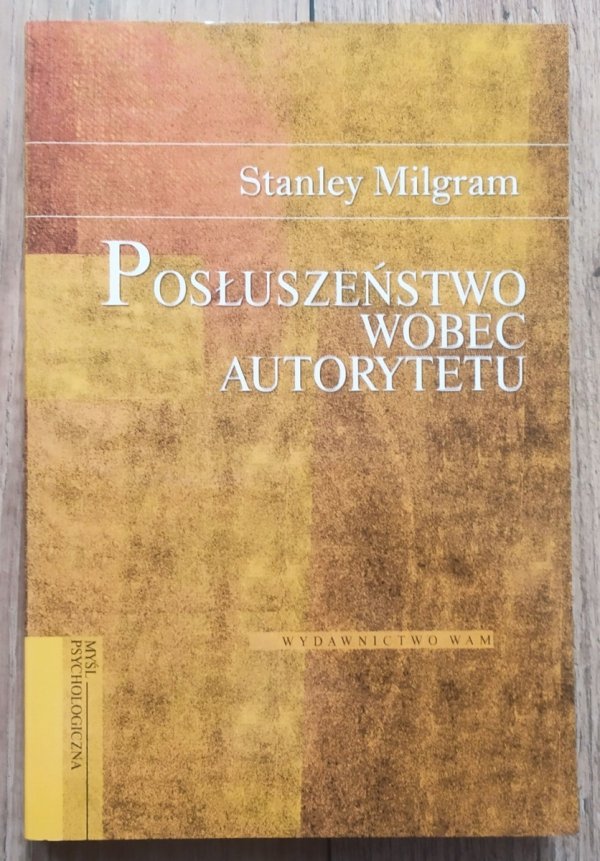 Stanley Milgram
POSŁUSZEŃSTWO
WOBEC
AUTORYTETU
WYDAWNICTWO WAM
MYŚL
PSYCHOLOGICZNA